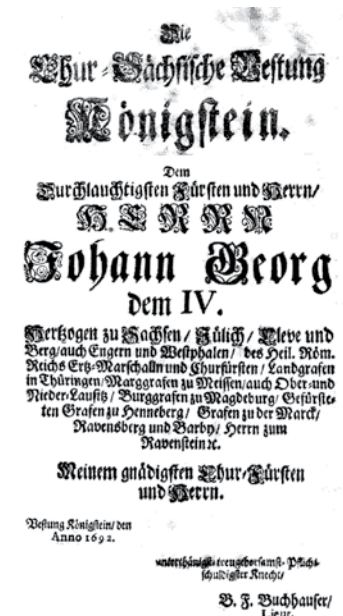 Die
Chur-Sächsische Vestung
Königstein.
Dem
Durchlauchtigsten Fürsten und Herrn/
HERRN
Johann Georg
dem IV.
Hertzogen zu Sachsen/ Jülich/ Cleve und
Berg/auch Engern und Westphalen/ des Heil. Röm.
Reichs Ertz-Marschalln und Churfürsten/ Landgrafen
in Thüringen/Marggrafen zu Meissen/auch Ober-und
Nieder-Lausitz/ Burggrafen zu Magdeburg/ Gefürste-
ten Grafen zu Henneberg/ Grafen zu der Marck/
Ravensberg und Barby/ Herrn zum
Ravenstein ꝛc.
Meinem gnädigsten Chur-Fürsten
und Herrn.
Vestung Königstein/ den
Anno 1692.
unterthänigst-treugehorsamst-Pflicht-
schuldigster Knecht/
B. F. Buchhäuser/
Lieut.